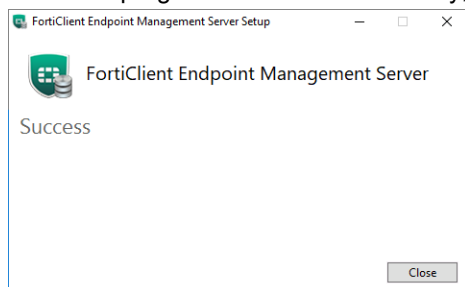 FortiClient Endpoint Management Server Setup
FortiClient Endpoint Management Server
Success
Close